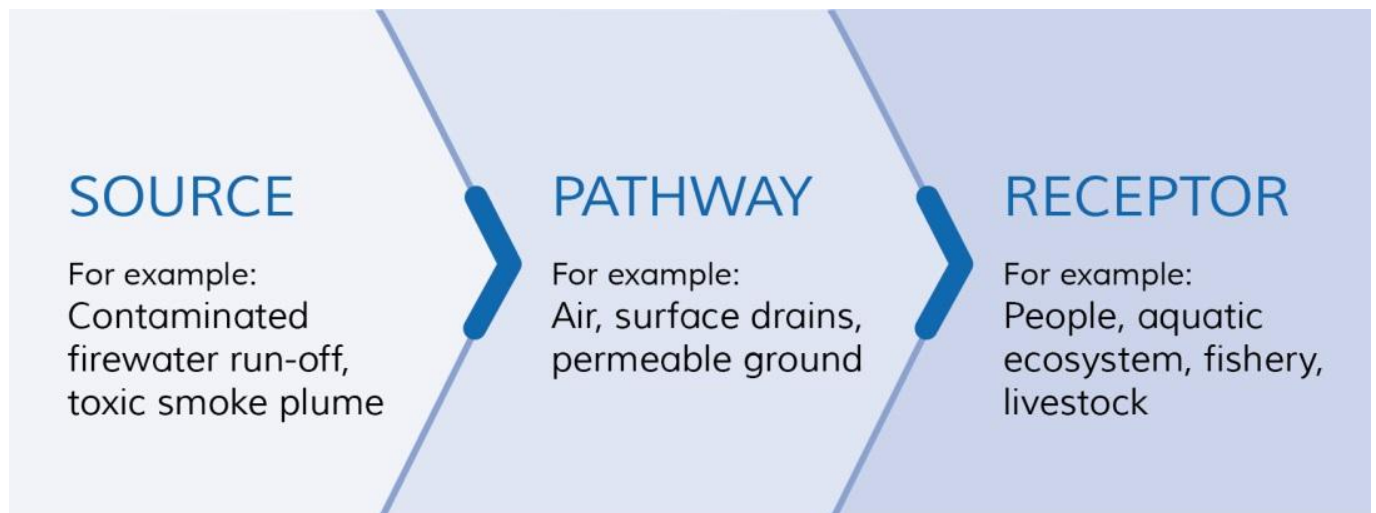 SOURCE
For example:
Contaminated
firewater run-off,
toxic smoke plume
PATHWAY
For example:
Air, surface drains,
permeable ground
RECEPTOR
For example:
People, aquatic
ecosystem, fishery,
livestock